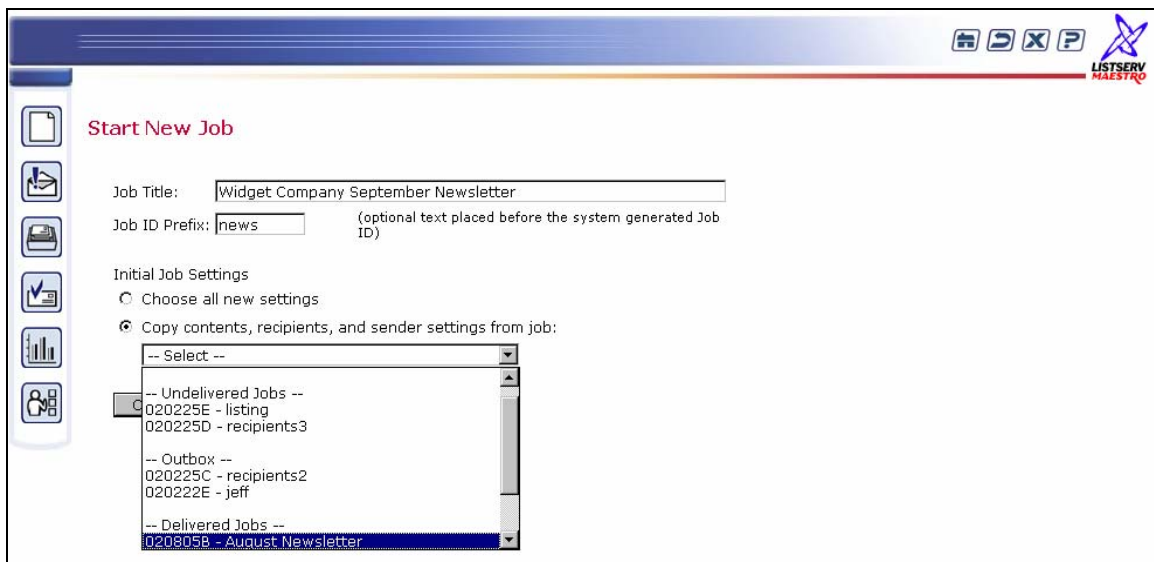 LISTSERV
MAESTRO
Start New Job
Job Title: Widget Company September Newsletter
Job ID Prefix: news (optional text placed before the system generated Job
ID)
Initial Job Settings
Choose all new settings
Copy contents, recipients, and sender settings from job:
-- Select --
-- Undelivered Jobs --
020225E - listing
020225D - recipients3
-- Outbox --
020225C - recipients2
020222E - jeff
-- Delivered Jobs --
020805B - August Newsletter